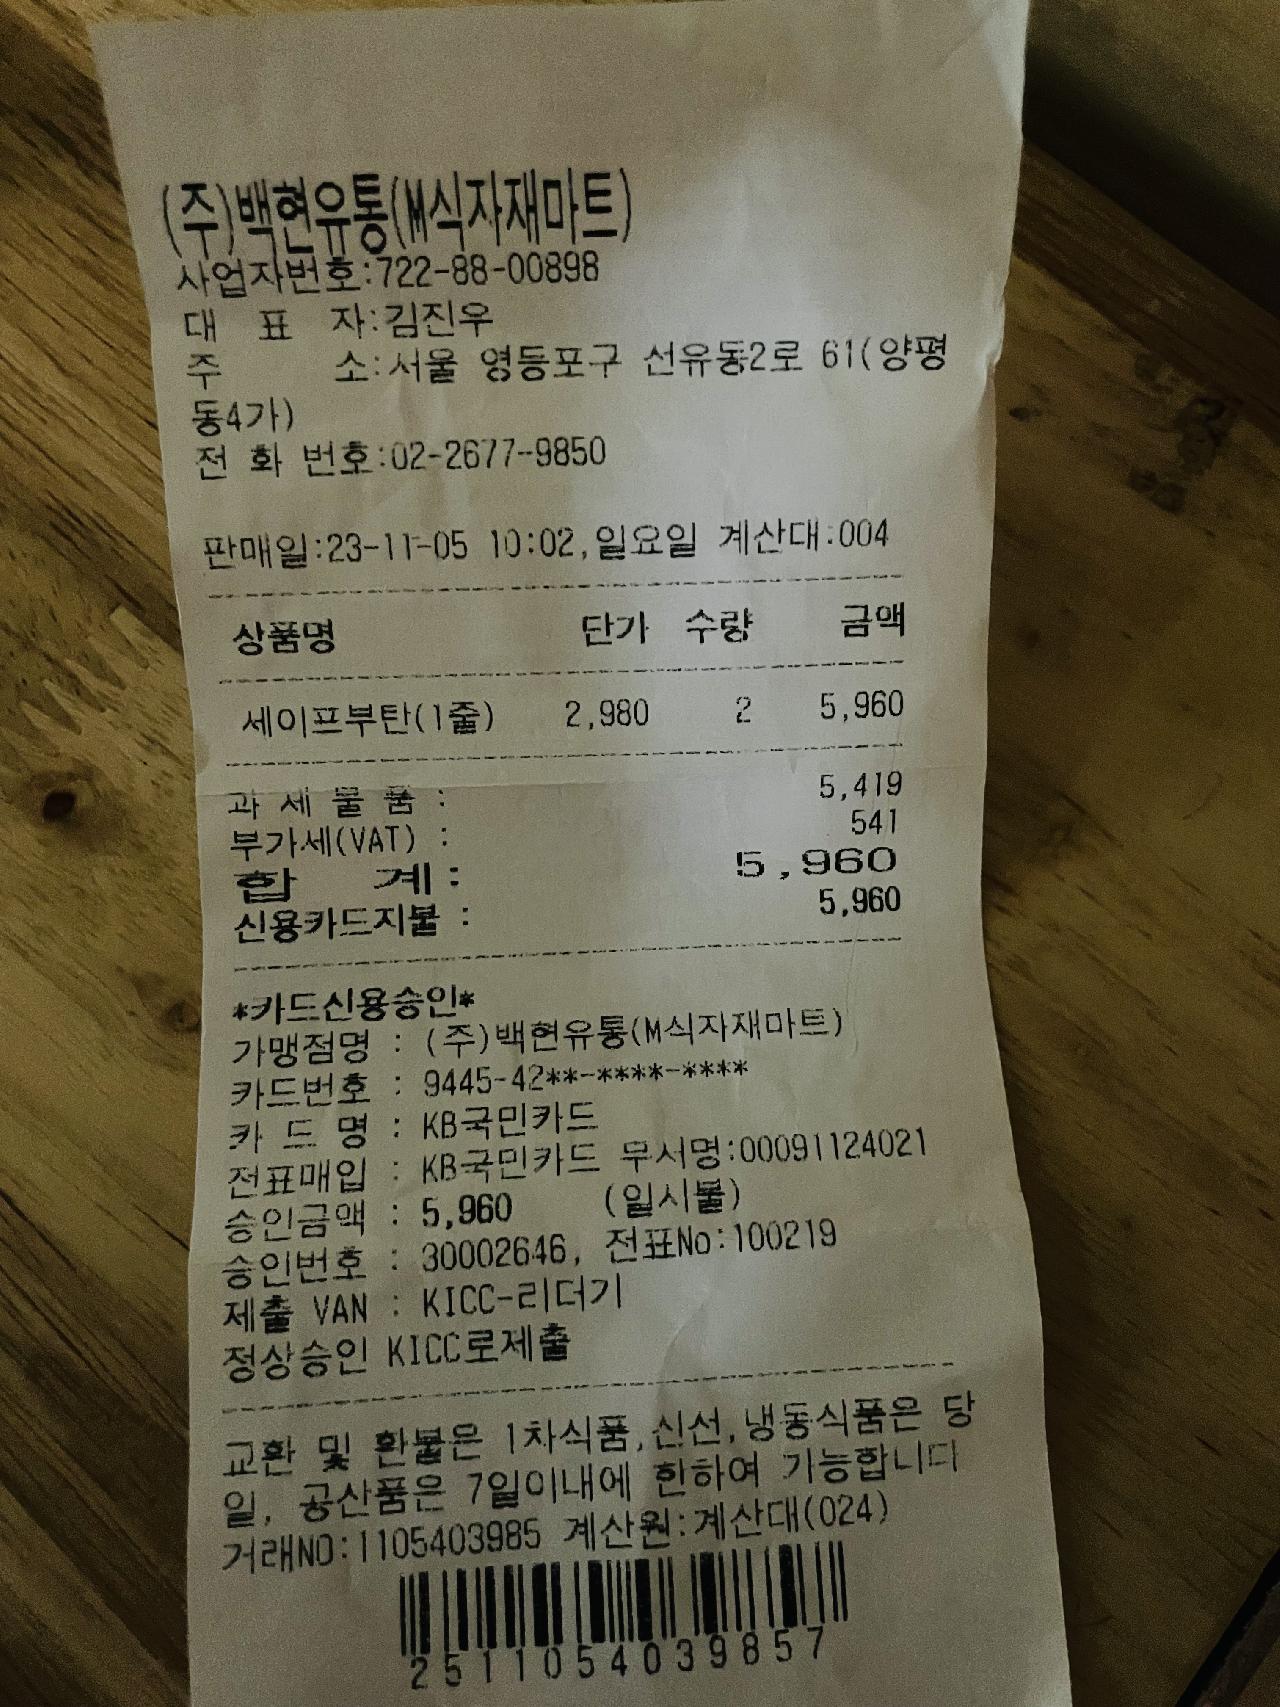 (주)백현유통(M식자재마트)
사업자번호:722-88-00898
대 표 자:김진우
주 소:서울 영등포구 선유동2로 61(양평
동4가)
전 화 번호:02-2677-9850
판매일:23-11-05 10:02,일요일 계산대:004
상품명 단가 수량 금액
세이프부탄(1줄) 2,980 2 5,960
과 세 물 품 : 5,419
부가세(VAT) : 541
합 계: 5,960
신용카드지불 : 5,960
*카드신용승인*
가맹점명 : (주)백현유통(M식자재마트)
카드번호 : 9445-42**-****-****
카 드 명 : KB국민카드
전표매입 : KB국민카드 무서명:00091124021
승인금액 : 5,960 (일시불)
승인번호 : 30002646, 전표No:100219
제출 VAN : KICC-리더기
정상승인 KICC로제출
교환 및 환불은 1차식품,신선,냉동식품은 당
일, 공산품은 7일이내에 한하여 가능합니다
거래NO:1105403985 계산원:계산대(024)
2511054039857